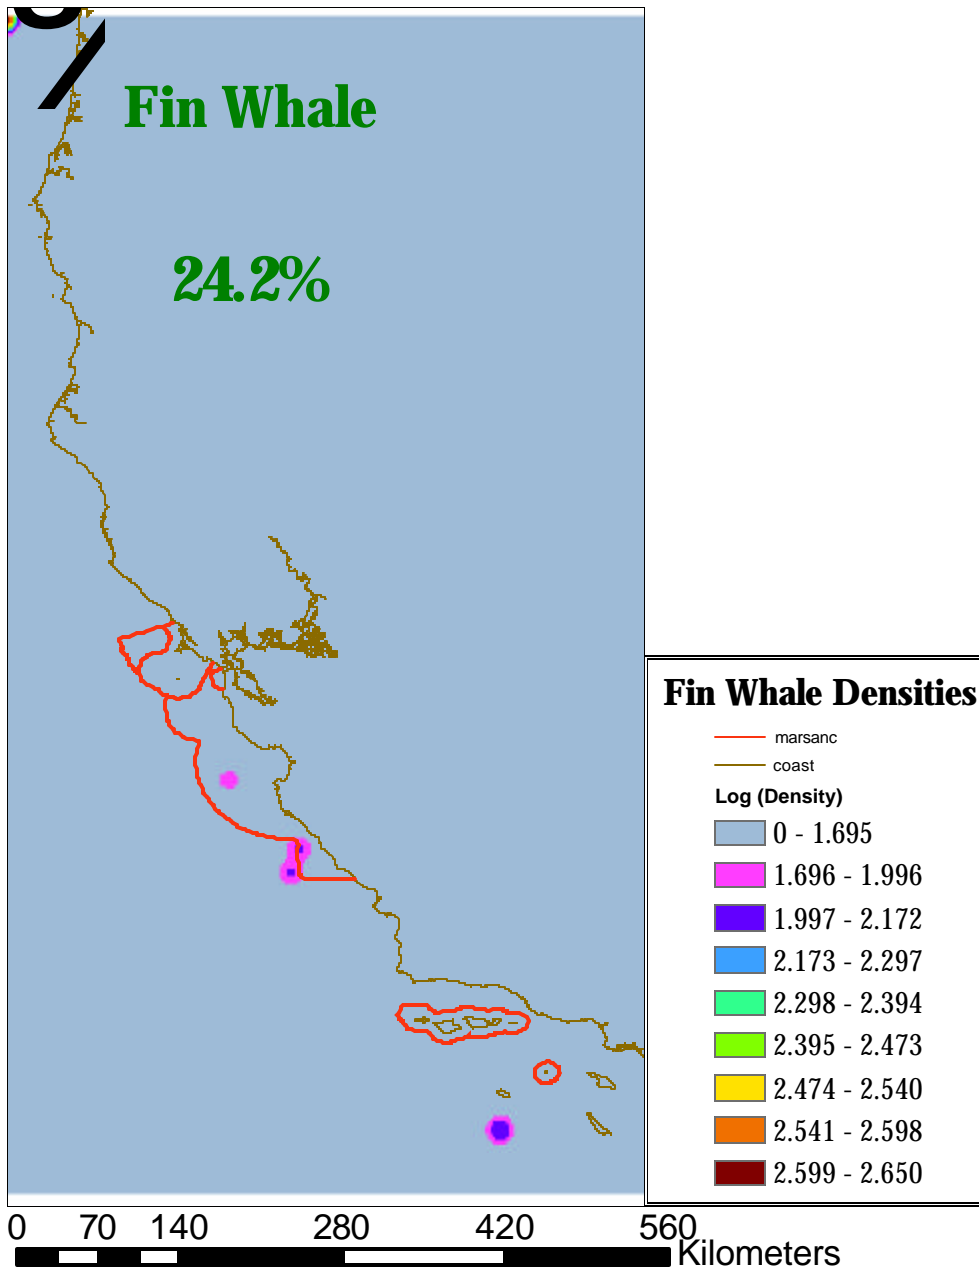 Fin Whale
24.2%
Fin Whale Densities
marsanc
coast
Log (Density)
0 - 1.695
1.696 - 1.996
1.997 - 2.172
2.173 - 2.297
2.298 - 2.394
2.395 - 2.473
2.474 - 2.540
2.541 - 2.598
2.599 - 2.650
0 70 140 280 420 560
Kilometers